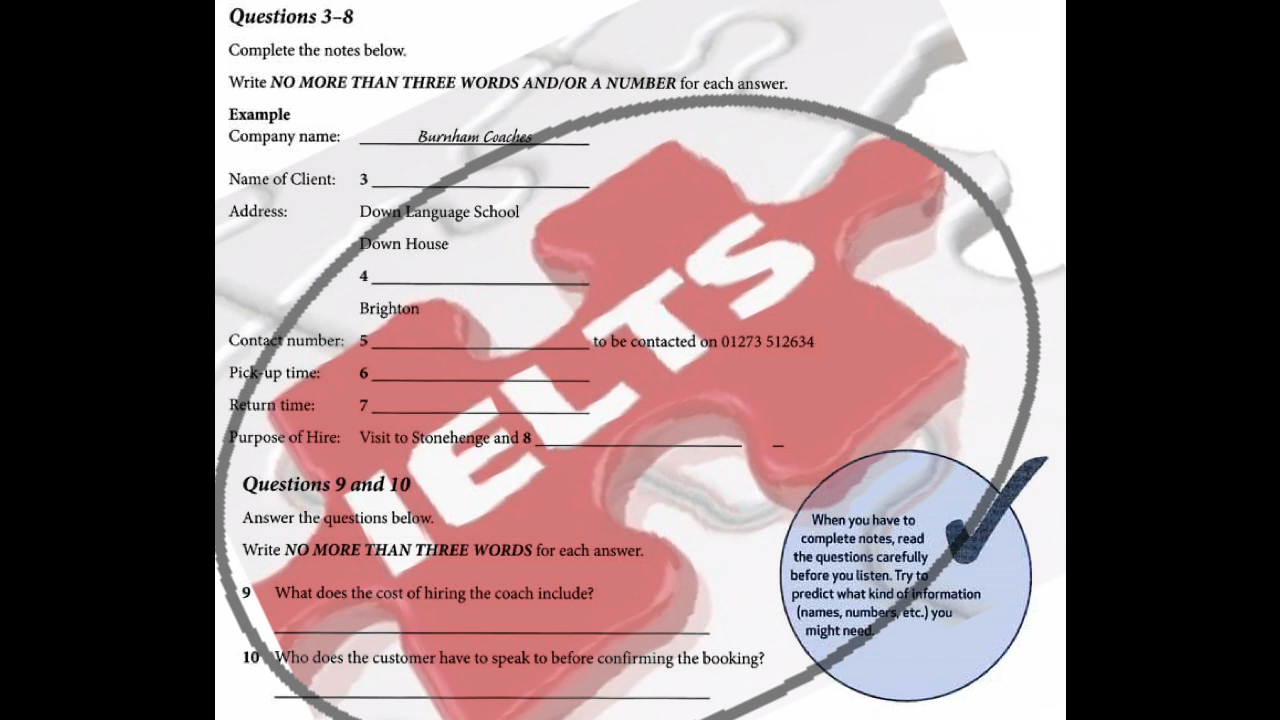 Questions 3–8
Complete the notes below.
Write NO MORE THAN THREE WORDS AND/OR A NUMBER for each answer.
Example
Company name: Burnham Coaches
Name of Client: 3
Address: Down Language School
Down House
4
Brighton
Contact number: 5 to be contacted on 01273 512634
Pick-up time: 6
Return time: 7
Purpose of Hire: Visit to Stonehenge and 8
Questions 9 and 10
Answer the questions below.
Write NO MORE THAN THREE WORDS for each answer.
9 What does the cost of hiring the coach include?
10 Who does the customer have to speak to before confirming the booking?
When you have to
complete notes, read
the questions carefully
before you listen. Try to
predict what kind of information
(names, numbers, etc.) you
might need.
IELTS